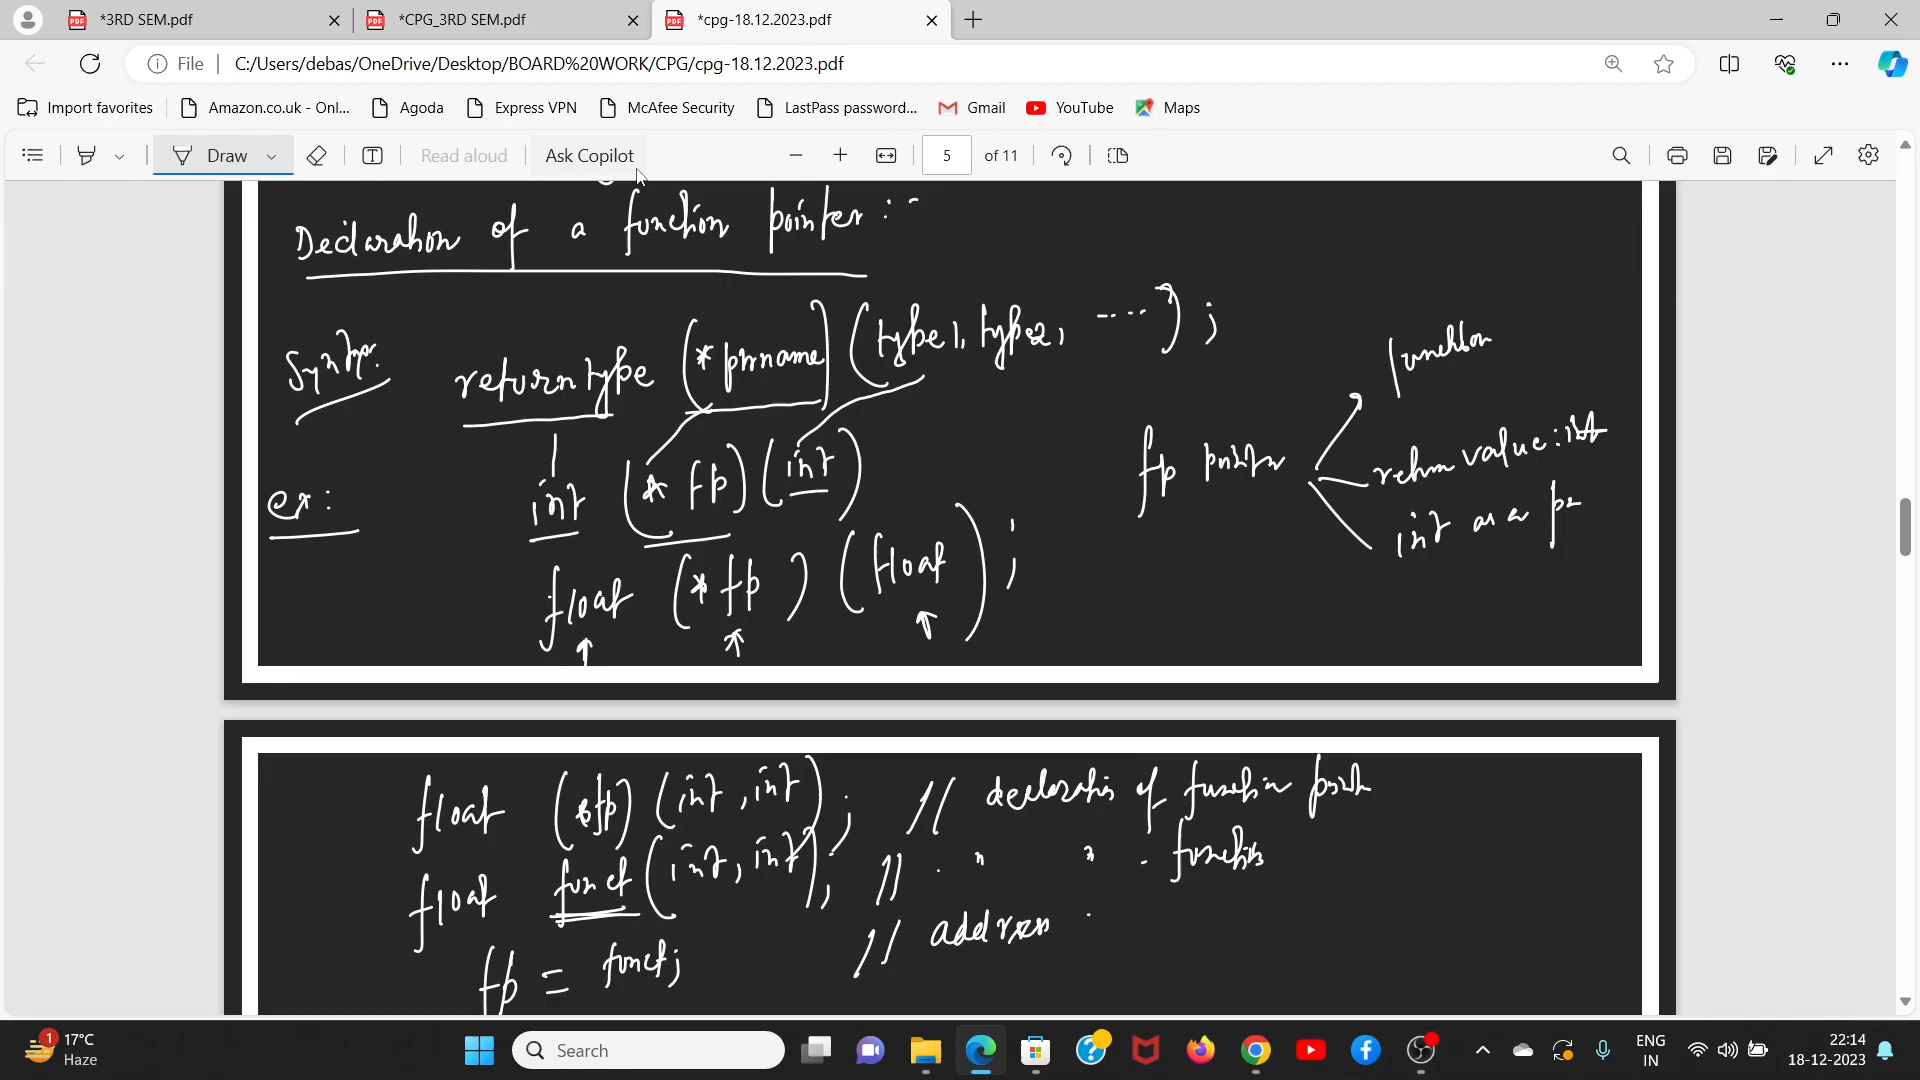 *3RD SEM.pdf
*CPG_3RD SEM.pdf
*cpg-18.12.2023.pdf
File
C:/Users/debas/OneDrive/Desktop/BOARD%20WORK/CPG/cpg-18.12.2023.pdf
Import favorites
Amazon.co.uk - Onl...
Agoda
Express VPN
McAfee Security
LastPass password...
Gmail
YouTube
Maps
Draw
Read aloud
Ask Copilot
5 of 11
Declaration of a function pointer :-
Syntax:
returntype (*ptrname) (type1, type2, ....);
function
ex: int (*fp)(int)
fp pointer
return value: int
int as a
float (*fp) (float);
float (*fp) (int, int); // declaration of function
float funct (int, int); // " " function
fp = funct; // address
1
17°C
Haze
Search
ENG
IN
22:14
18-12-2023